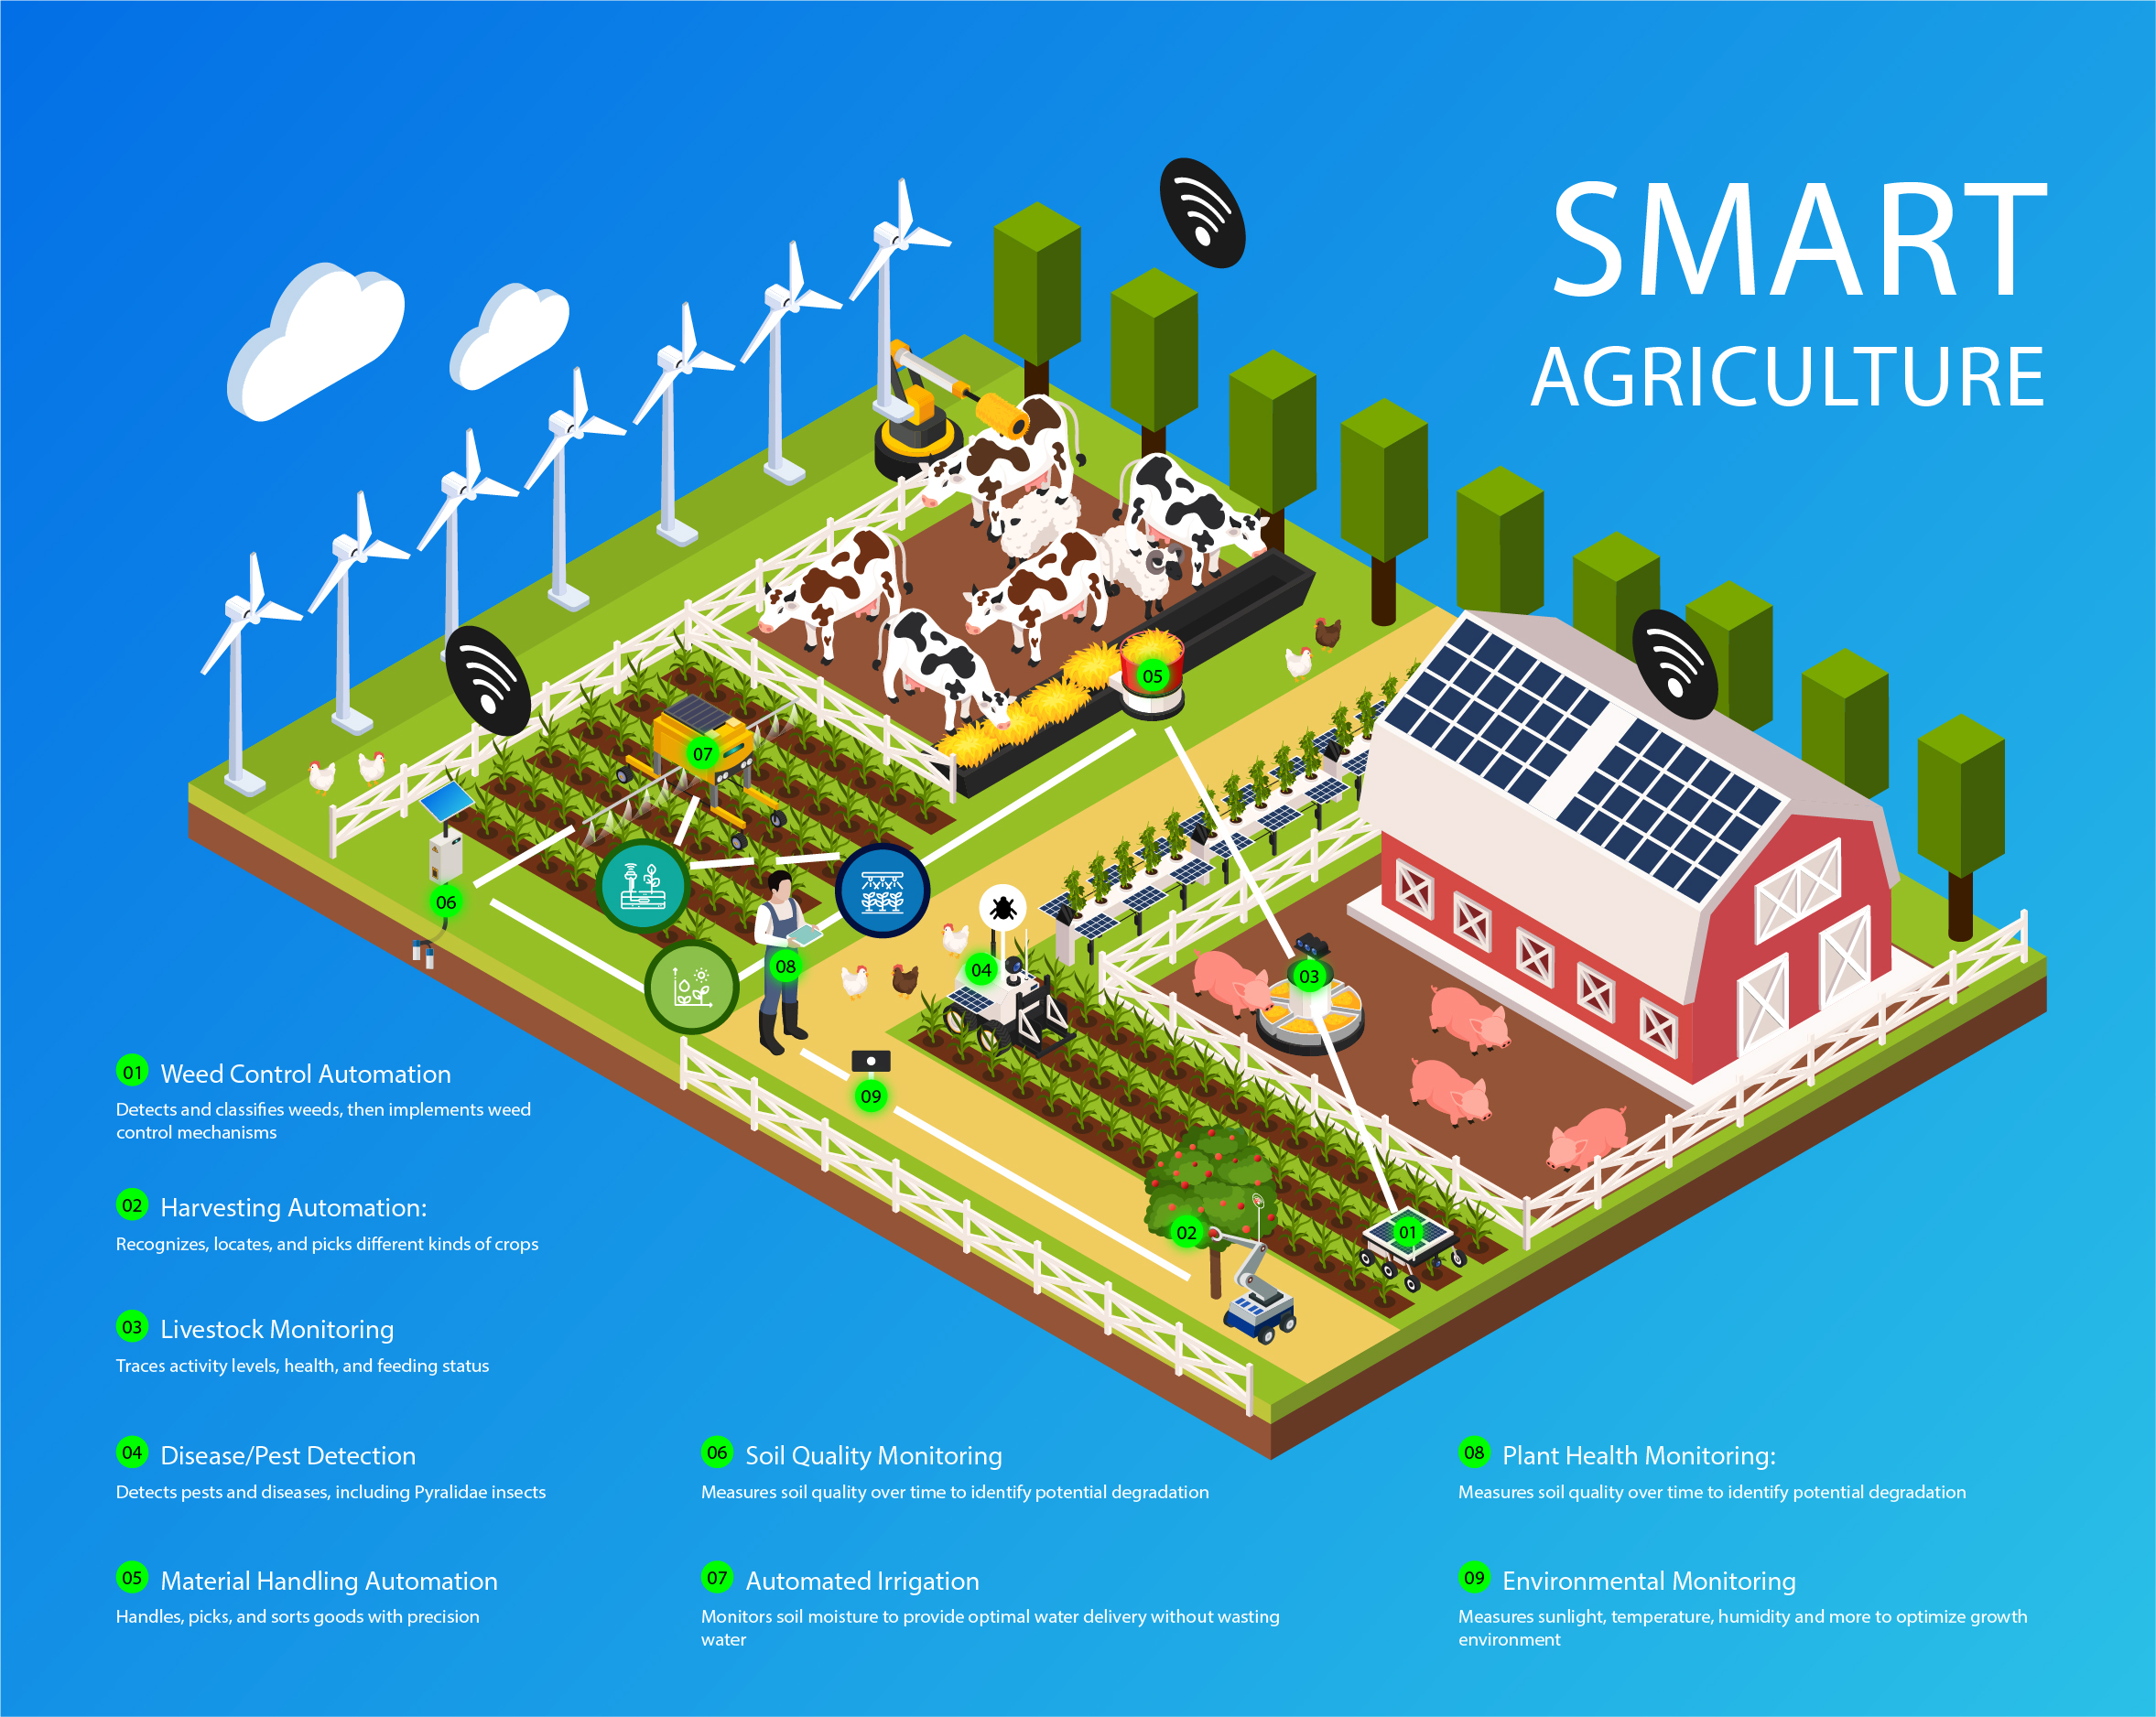 SMART
AGRICULTURE
05
07
06
04
08
03
09
02
01
01 Weed Control Automation
Detects and classifies weeds, then implements weed
control mechanisms
02 Harvesting Automation:
Recognizes, locates, and picks different kinds of crops
03 Livestock Monitoring
Traces activity levels, health, and feeding status
04 Disease/Pest Detection
Detects pests and diseases, including Pyralidae insects
05 Material Handling Automation
Handles, picks, and sorts goods with precision
06 Soil Quality Monitoring
Measures soil quality over time to identify potential degradation
07 Automated Irrigation
Monitors soil moisture to provide optimal water delivery without wasting
water
08 Plant Health Monitoring:
Measures soil quality over time to identify potential degradation
09 Environmental Monitoring
Measures sunlight, temperature, humidity and more to optimize growth
environment